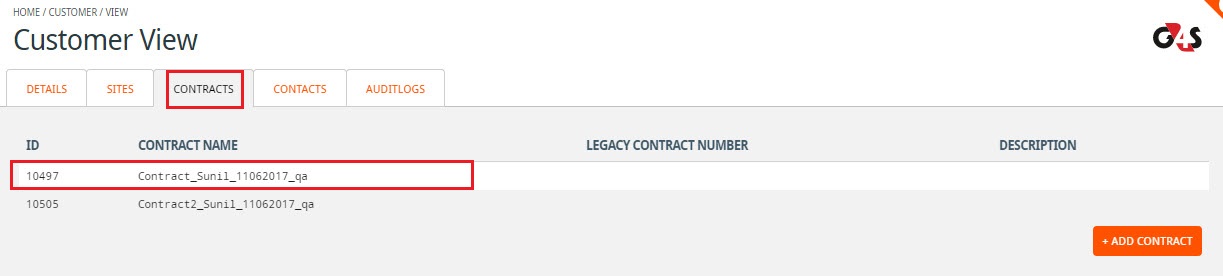 HOME / CUSTOMER / VIEW
Customer View
G4S
DETAILS SITES CONTRACTS CONTACTS AUDITLOGS
ID CONTRACT NAME LEGACY CONTRACT NUMBER DESCRIPTION
10497 Contract_Sunil_11062017_qa
10505 Contract2_Sunil_11062017_qa
+ ADD CONTRACT